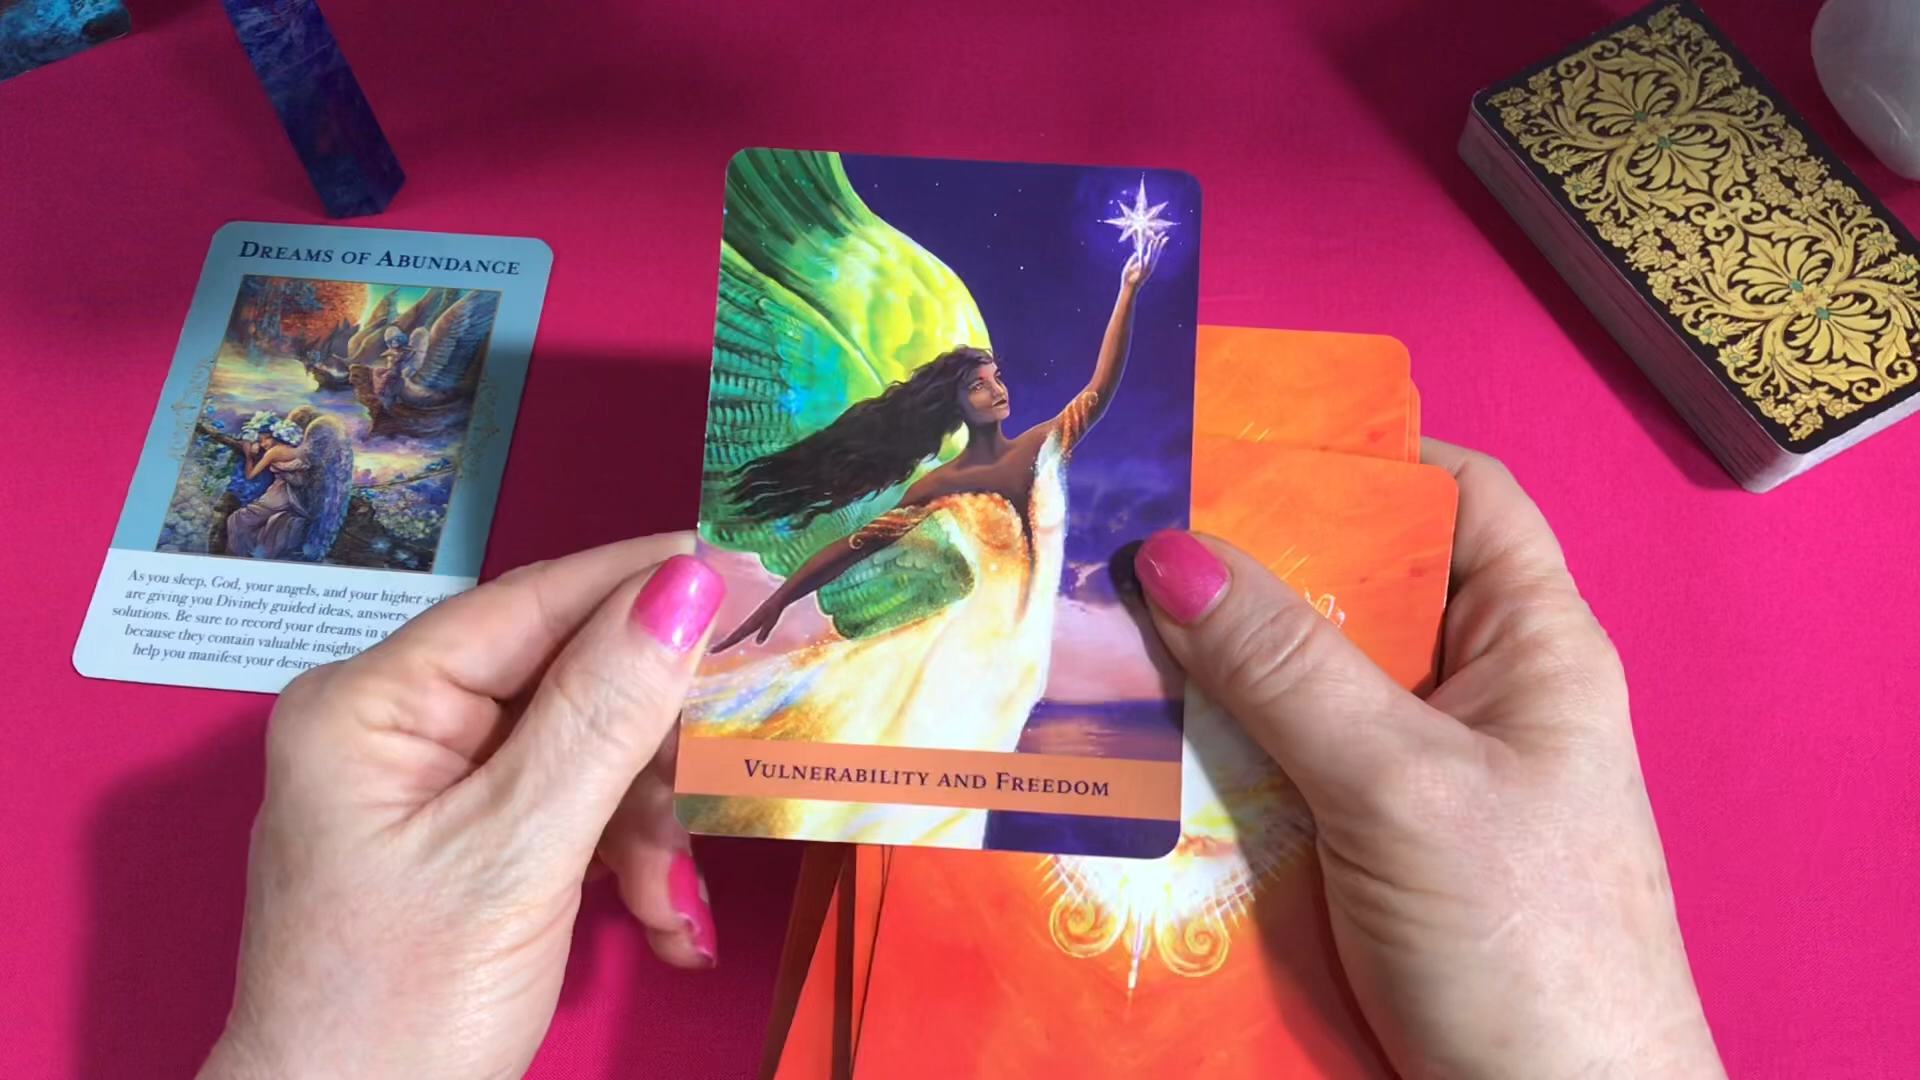 DREAMS OF ABUNDANCE
As you sleep, God, your angels, and your higher self
are giving you Divinely guided ideas, answers,
solutions. Be sure to record your dreams in a
because they contain valuable insights
help you manifest your desires
VULNERABILITY AND FREEDOM